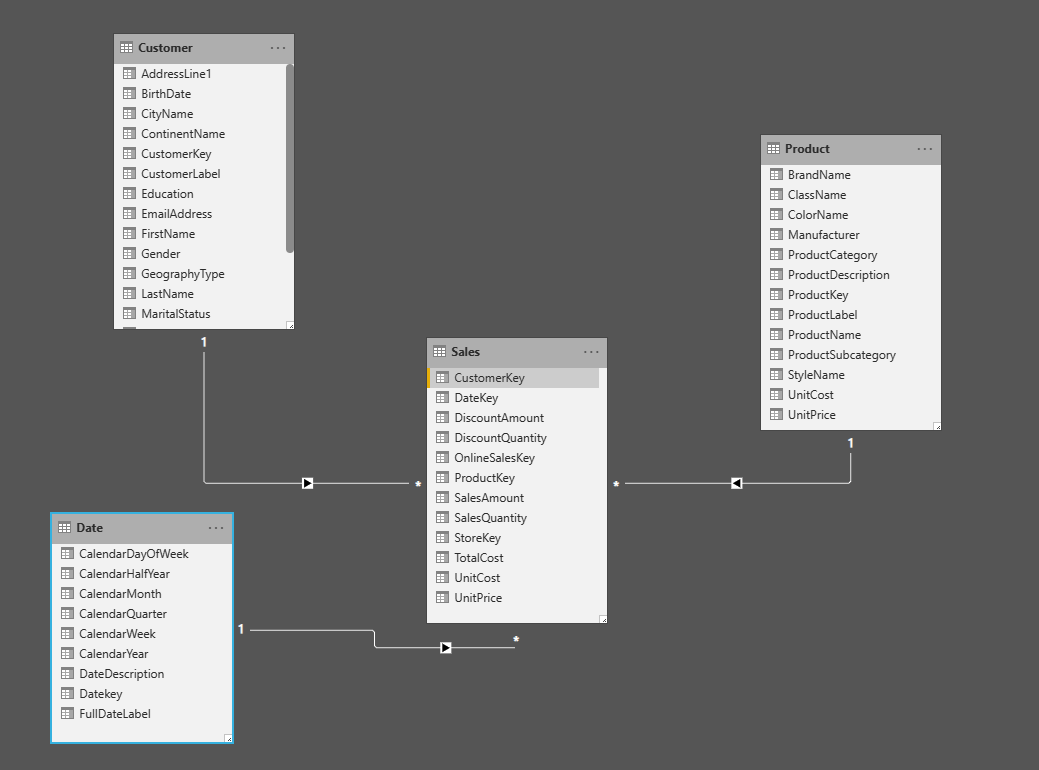 Customer
AddressLine1
BirthDate
CityName
ContinentName
CustomerKey
CustomerLabel
Education
EmailAddress
FirstName
Gender
GeographyType
LastName
MaritalStatus
1
Product
BrandName
ClassName
ColorName
Manufacturer
ProductCategory
ProductDescription
ProductKey
ProductLabel
ProductName
ProductSubcategory
StyleName
UnitCost
UnitPrice
1
Sales
CustomerKey
DateKey
DiscountAmount
DiscountQuantity
OnlineSalesKey
ProductKey
SalesAmount
SalesQuantity
StoreKey
TotalCost
UnitCost
UnitPrice
*
*
*
Date
CalendarDayOfWeek
CalendarHalfYear
CalendarMonth
CalendarQuarter
CalendarWeek
CalendarYear
DateDescription
Datekey
FullDateLabel
1